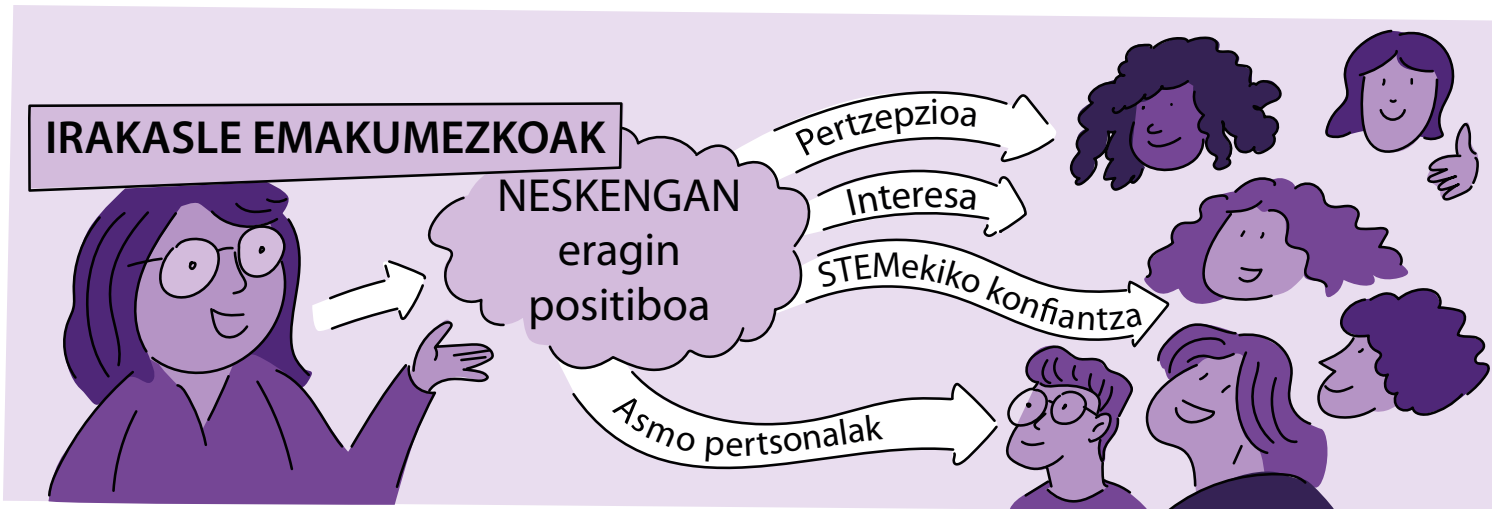 IRAKASLE EMAKUMEZKOAK
NESKENGAN
eragin
positiboa
Pertzepzioa
Interesa
STEMekiko konfiantza
Asmo pertsonalak